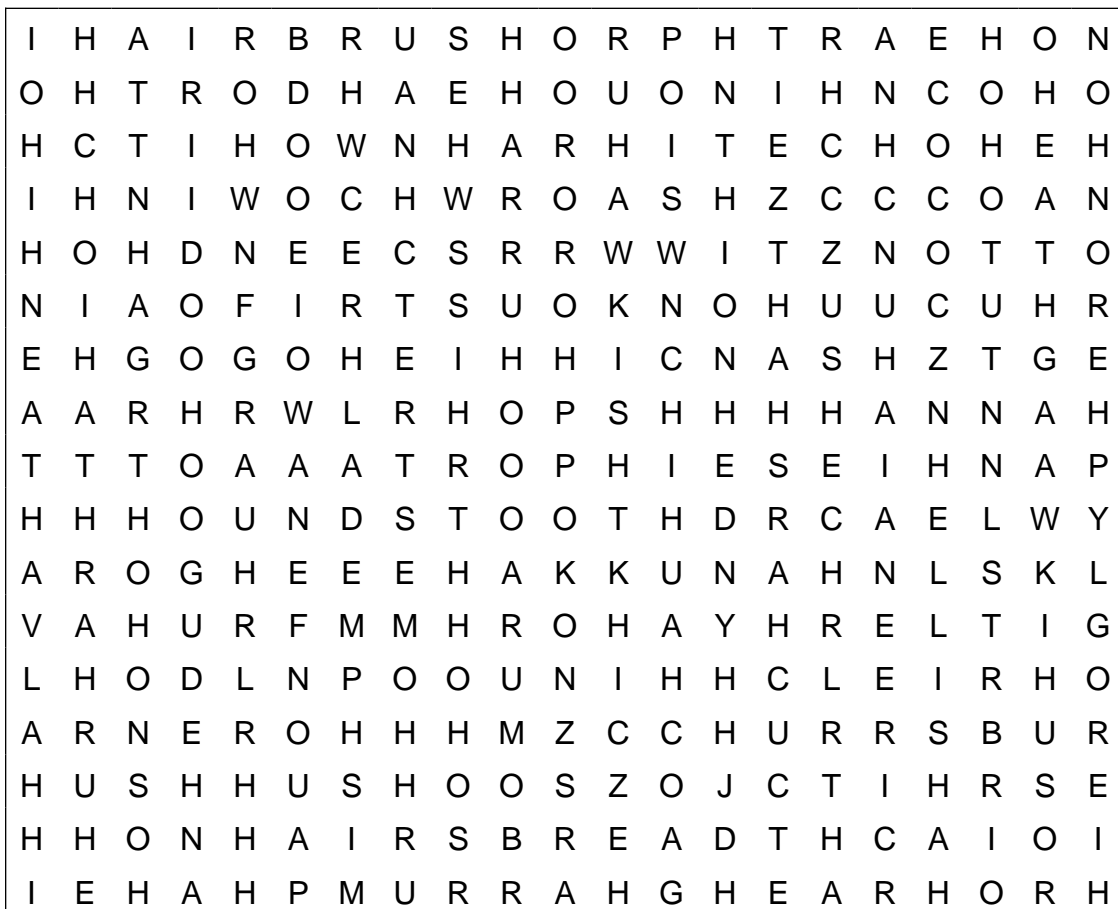 I H A I R B R U S H O R P H T R A E H O N
O H T R O D H A E H O U O N I H N C O H O
H C T I H O W N H A R H I T E C H O H E H
I H N I W O C H W R O A S H Z C C C O A N
H O H D N E E C S R R W W I T Z N O T T O
N I A O F I R T S U O K N O H U U C U H R
E H G O G O H E I H H I C N A S H Z T G E
A A R H R W L R H O P S H H H H A N N A H
T T T O A A A T R O P H I E S E I H N A P
H H H O U N D S T O O T H D R C A E L W Y
A R O G H E E E H A K K U N A H N L S K L
V A H U R F M M H R O H A Y H R E L T I G
L H O D L N P O O U N I H H C L E I R H O
A R N E R O H H H M Z C C H U R R S B U R
H U S H H U S H O O S Z O J C T I H R S E
H H O N H A I R S B R E A D T H C A I O I
I E H A H P M U R R A H G H E A R H O R H